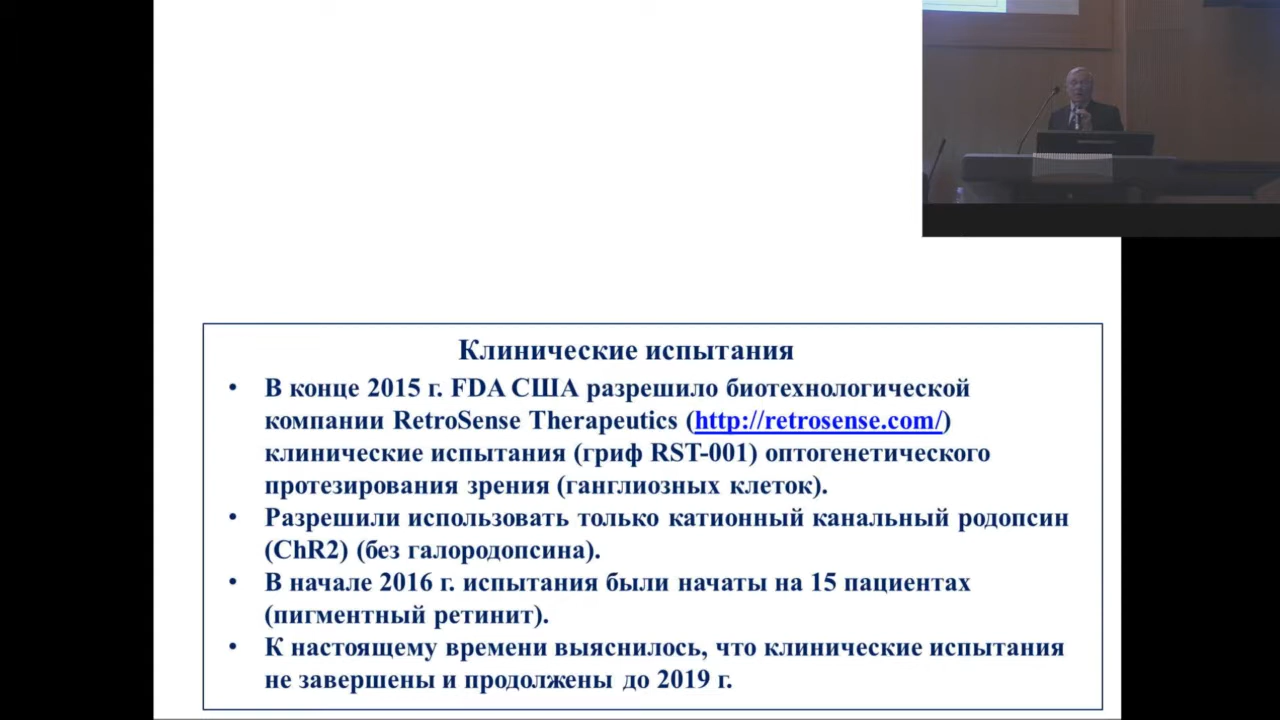 Клинические испытания
• В конце 2015 г. FDA США разрешило биотехнологической
компании RetroSense Therapeutics (http://retrosense.com/)
клинические испытания (гриф RST-001) оптогенетического
протезирования зрения (ганглиозных клеток).
• Разрешили использовать только катионный канальный родопсин
(ChR2) (без галородопсина).
• В начале 2016 г. испытания были начаты на 15 пациентах
(пигментный ретинит).
• К настоящему времени выяснилось, что клинические испытания
не завершены и продолжены до 2019 г.